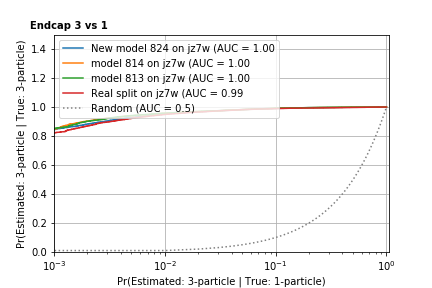 Endcap 3 vs 1
Pr(Estimated: 3-particle | True: 3-particle)
1.4
1.2
1.0
0.8
0.6
0.4
0.2
0.0
New model 824 on jz7w (AUC = 1.00
model 814 on jz7w (AUC = 1.00
model 813 on jz7w (AUC = 1.00
Real split on jz7w (AUC = 0.99
Random (AUC = 0.5)
10⁻³ 10⁻² 10⁻¹ 10⁰
Pr(Estimated: 3-particle | True: 1-particle)